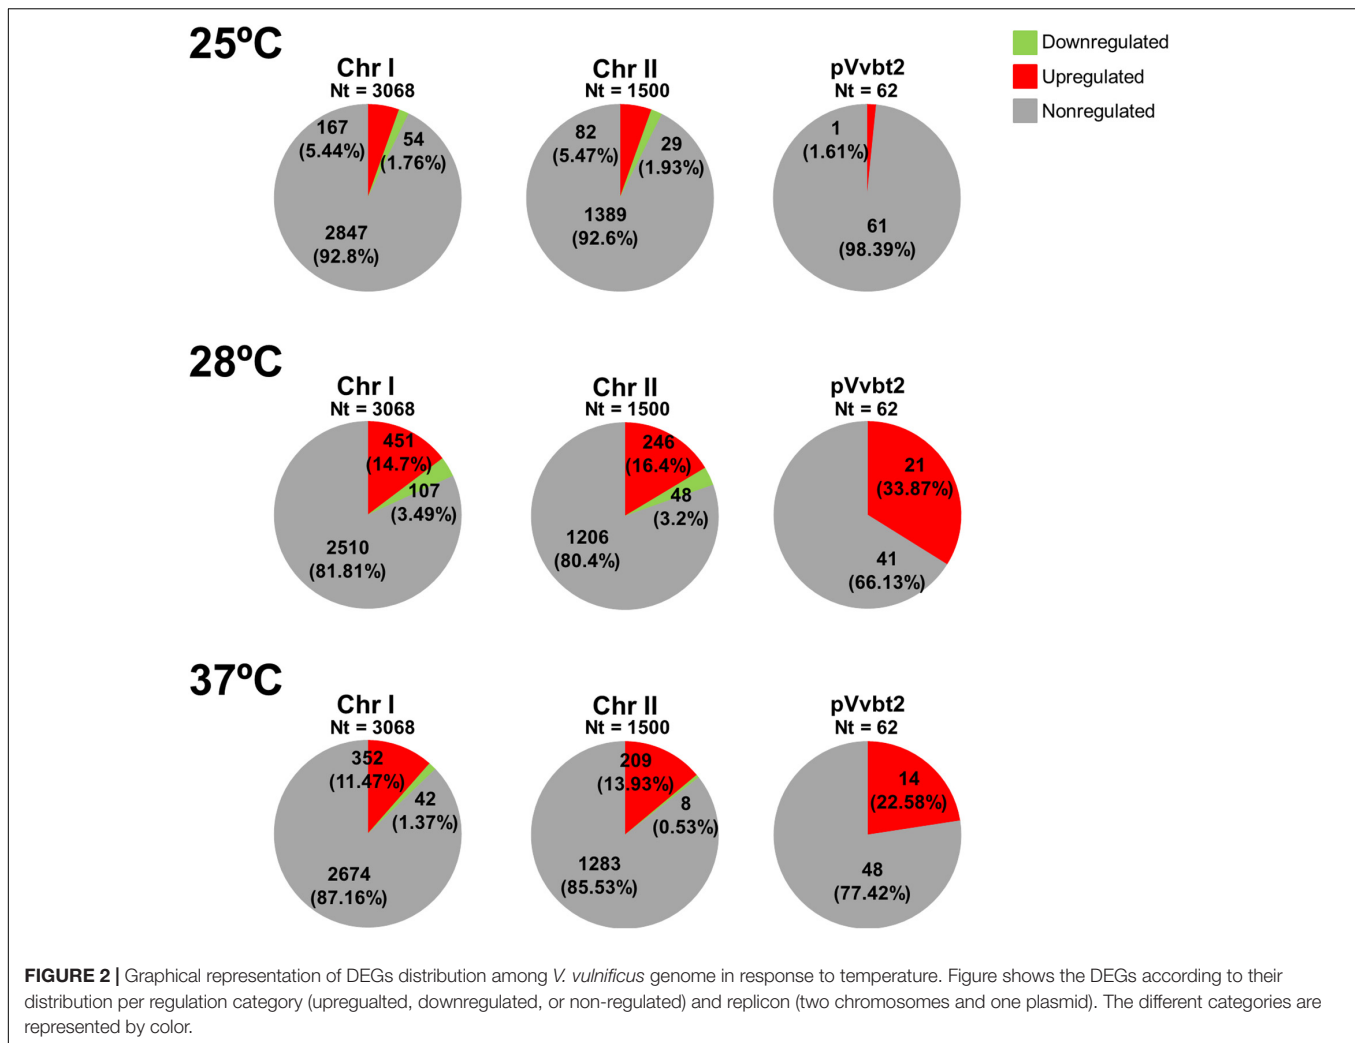 25ºC
Downregulated
Upregulated
Nonregulated
Chr I
Nt = 3068
167
(5.44%)
54
(1.76%)
2847
(92.8%)
Chr II
Nt = 1500
82
(5.47%)
29
(1.93%)
1389
(92.6%)
pVvbt2
Nt = 62
1
(1.61%)
61
(98.39%)
28ºC
Chr I
Nt = 3068
451
(14.7%)
107
(3.49%)
2510
(81.81%)
Chr II
Nt = 1500
246
(16.4%)
48
(3.2%)
1206
(80.4%)
pVvbt2
Nt = 62
21
(33.87%)
41
(66.13%)
37ºC
Chr I
Nt = 3068
352
(11.47%)
42
(1.37%)
2674
(87.16%)
Chr II
Nt = 1500
209
(13.93%)
8
(0.53%)
1283
(85.53%)
pVvbt2
Nt = 62
14
(22.58%)
48
(77.42%)
FIGURE 2 | Graphical representation of DEGs distribution among V. vulnificus genome in response to temperature. Figure shows the DEGs according to their
distribution per regulation category (upregualted, downregulated, or non-regulated) and replicon (two chromosomes and one plasmid). The different categories are
represented by color.